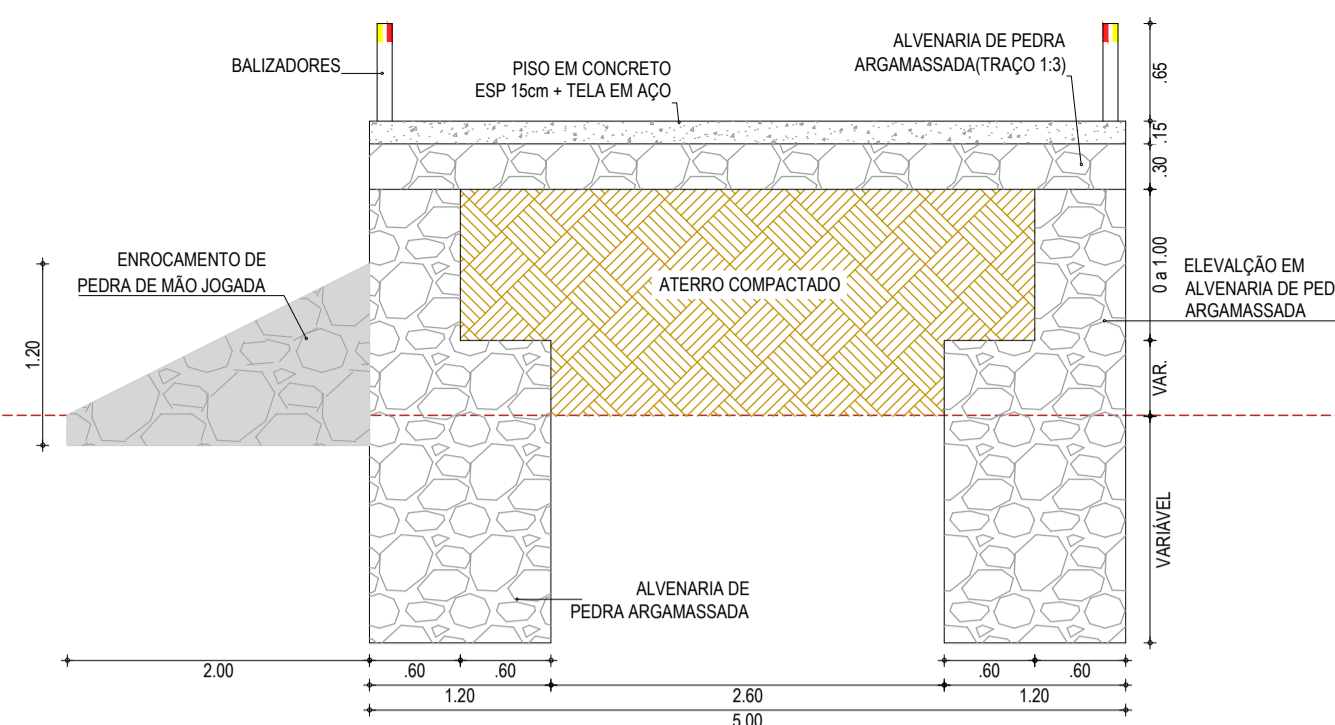 BALIZADORES
PISO EM CONCRETO
ESP 15cm + TELA EM AÇO
ALVENARIA DE PEDRA
ARGAMASSADA(TRAÇO 1:3)
.65
.15
.30
ENROCAMENTO DE
PEDRA DE MÃO JOGADA
ATERRO COMPACTADO
0 a 1.00
ELEVALÇÃO EM
ALVENARIA DE PED
ARGAMASSADA
1.20
VAR.
VARIÁVEL
ALVENARIA DE
PEDRA ARGAMASSADA
2.00
.60
.60
.60
.60
1.20
2.60
1.20
5.00